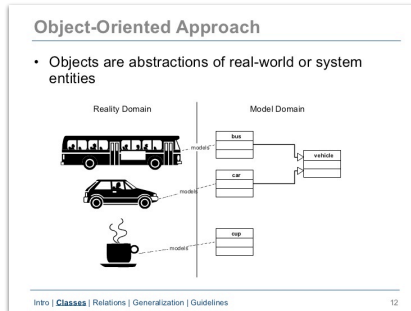 Object-Oriented Approach
• Objects are abstractions of real-world or system
entities
Reality Domain
Model Domain
bus
models
vehicle
car
models
cup
models
Intro | Classes | Relations | Generalization | Guidelines
12